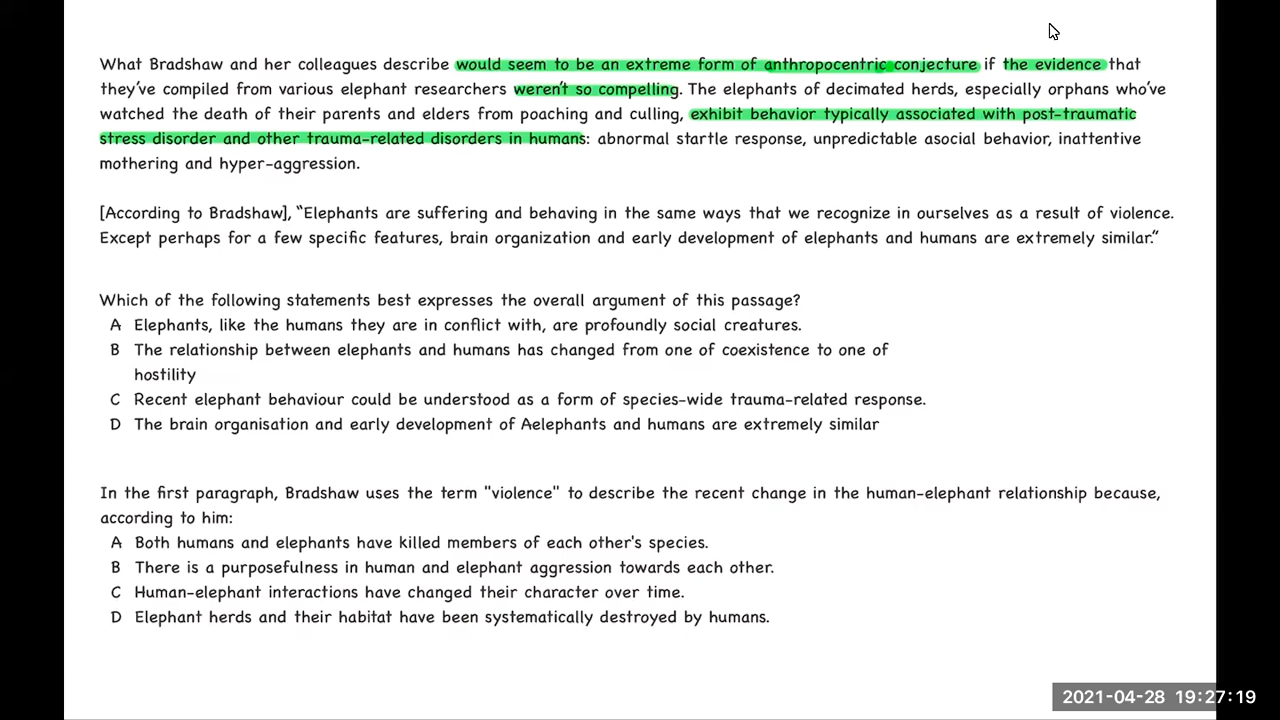 What Bradshaw and her colleagues describe would seem to be an extreme form of anthropocentric conjecture if the evidence that
they've compiled from various elephant researchers weren't so compelling. The elephants of decimated herds, especially orphans who've
watched the death of their parents and elders from poaching and culling, exhibit behavior typically associated with post-traumatic
stress disorder and other trauma-related disorders in humans: abnormal startle response, unpredictable asocial behavior, inattentive
mothering and hyper-aggression.
[According to Bradshaw], “Elephants are suffering and behaving in the same ways that we recognize in ourselves as a result of violence.
Except perhaps for a few specific features, brain organization and early development of elephants and humans are extremely similar.”
Which of the following statements best expresses the overall argument of this passage?
A Elephants, like the humans they are in conflict with, are profoundly social creatures.
B The relationship between elephants and humans has changed from one of coexistence to one of
hostility
C Recent elephant behaviour could be understood as a form of species-wide trauma-related response.
D The brain organisation and early development of Aelephants and humans are extremely similar
In the first paragraph, Bradshaw uses the term "violence" to describe the recent change in the human-elephant relationship because,
according to him:
A Both humans and elephants have killed members of each other's species.
B There is a purposefulness in human and elephant aggression towards each other.
C Human-elephant interactions have changed their character over time.
D Elephant herds and their habitat have been systematically destroyed by humans.
2021-04-28 19:27:19